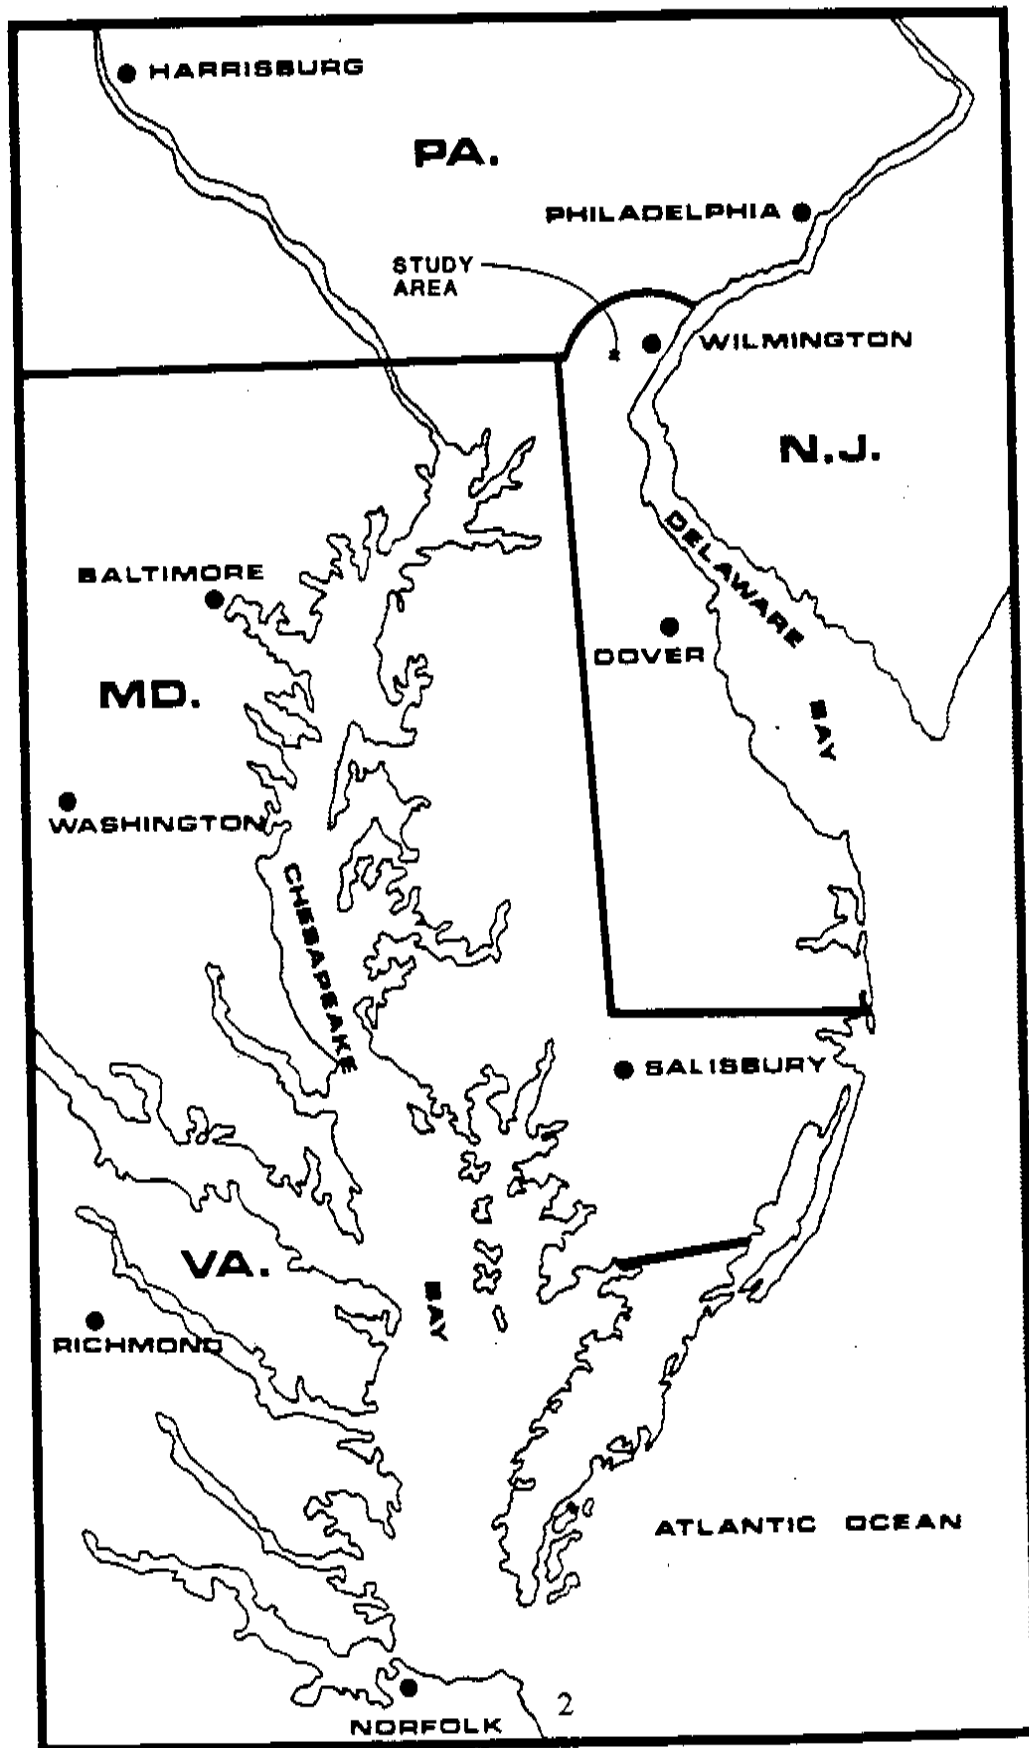 HARRISBURG
PA.
PHILADELPHIA
STUDY
AREA
WILMINGTON
N.J.
DELAWARE
BAY
BALTIMORE
DOVER
MD.
WASHINGTON
CHESAPEAKE
BAY
SALISBURY
VA.
RICHMOND
ATLANTIC OCEAN
NORFOLK
2